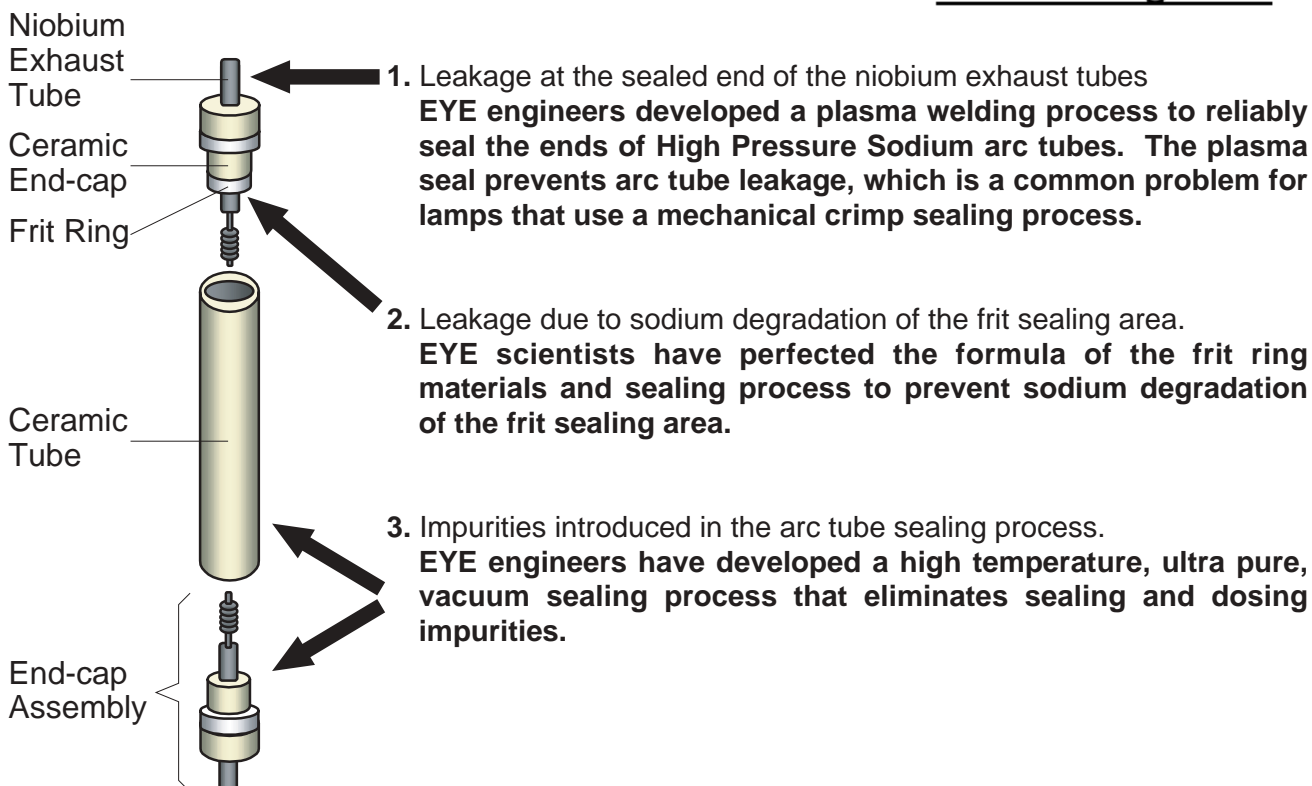 Niobium
Exhaust
Tube
Ceramic
End-cap
Frit Ring
Ceramic
Tube
End-cap
Assembly
1. Leakage at the sealed end of the niobium exhaust tubes
EYE engineers developed a plasma welding process to reliably
seal the ends of High Pressure Sodium arc tubes. The plasma
seal prevents arc tube leakage, which is a common problem for
lamps that use a mechanical crimp sealing process.
2. Leakage due to sodium degradation of the frit sealing area.
EYE scientists have perfected the formula of the frit ring
materials and sealing process to prevent sodium degradation
of the frit sealing area.
3. Impurities introduced in the arc tube sealing process.
EYE engineers have developed a high temperature, ultra pure,
vacuum sealing process that eliminates sealing and dosing
impurities.